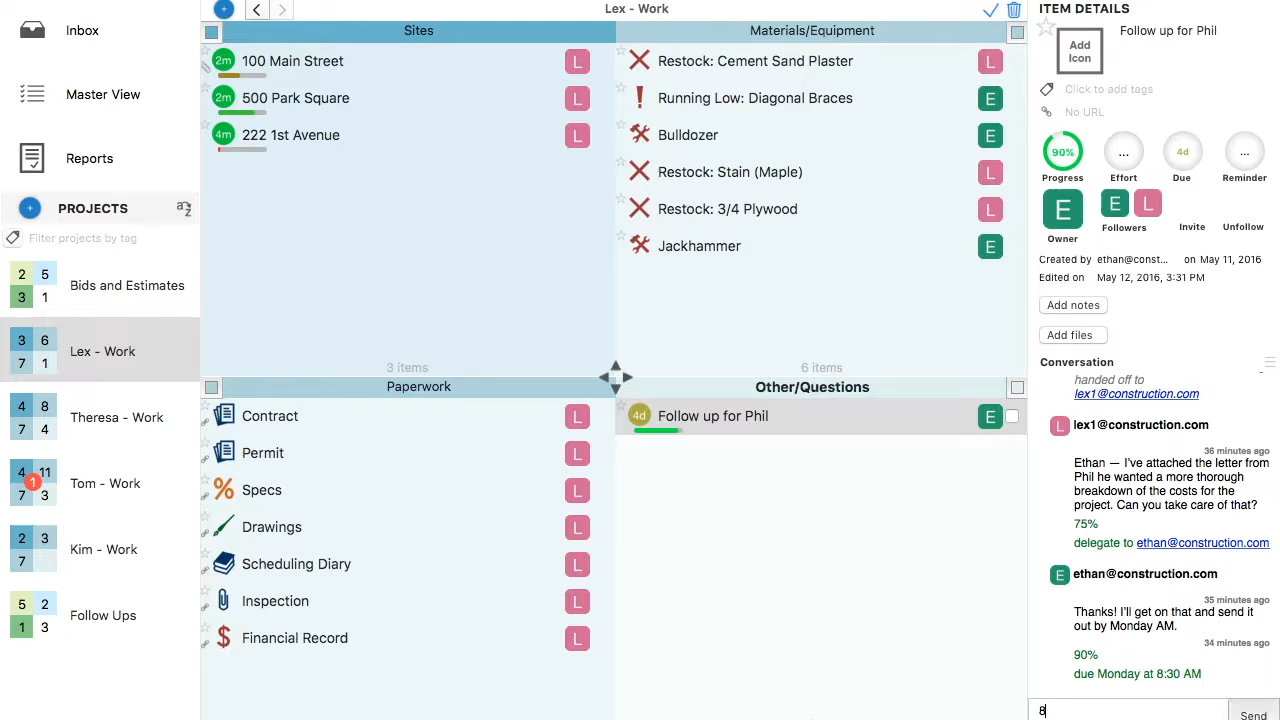 Inbox
Master View
Reports
+ PROJECTS
Filter projects by tag
2 5
3 1
Bids and Estimates
3 6
7 1
Lex - Work
4 8
7 4
Theresa - Work
4 11
1
7 3
Tom - Work
2 3
7
Kim - Work
5 2
1 3
Follow Ups
Lex - Work
Sites
2m 100 Main Street L
2m 500 Park Square L
4m 222 1st Avenue L
3 items
Materials/Equipment
Restock: Cement Sand Plaster L
Running Low: Diagonal Braces E
Bulldozer E
Restock: Stain (Maple) L
Restock: 3/4 Plywood L
Jackhammer E
6 items
Paperwork
Contract L
Permit L
Specs L
Drawings L
Scheduling Diary L
Inspection L
Financial Record L
Other/Questions
4d Follow up for Phil E
ITEM DETAILS
Add
Icon
Follow up for Phil
Click to add tags
No URL
90% ... 4d ...
Progress Effort Due Reminder
E E L
Owner Followers Invite Unfollow
Created by ethan@const... on May 11, 2016
Edited on May 12, 2016, 3:31 PM
Add notes
Add files
Conversation
handed off to
lex1@construction.com
L lex1@construction.com
36 minutes ago
Ethan — I've attached the letter from
Phil he wanted a more thorough
breakdown of the costs for the
project. Can you take care of that?
75%
delegate to ethan@construction.com
E ethan@construction.com
35 minutes ago
Thanks! I'll get on that and send it
out by Monday AM.
34 minutes ago
90%
due Monday at 8:30 AM
8
Send